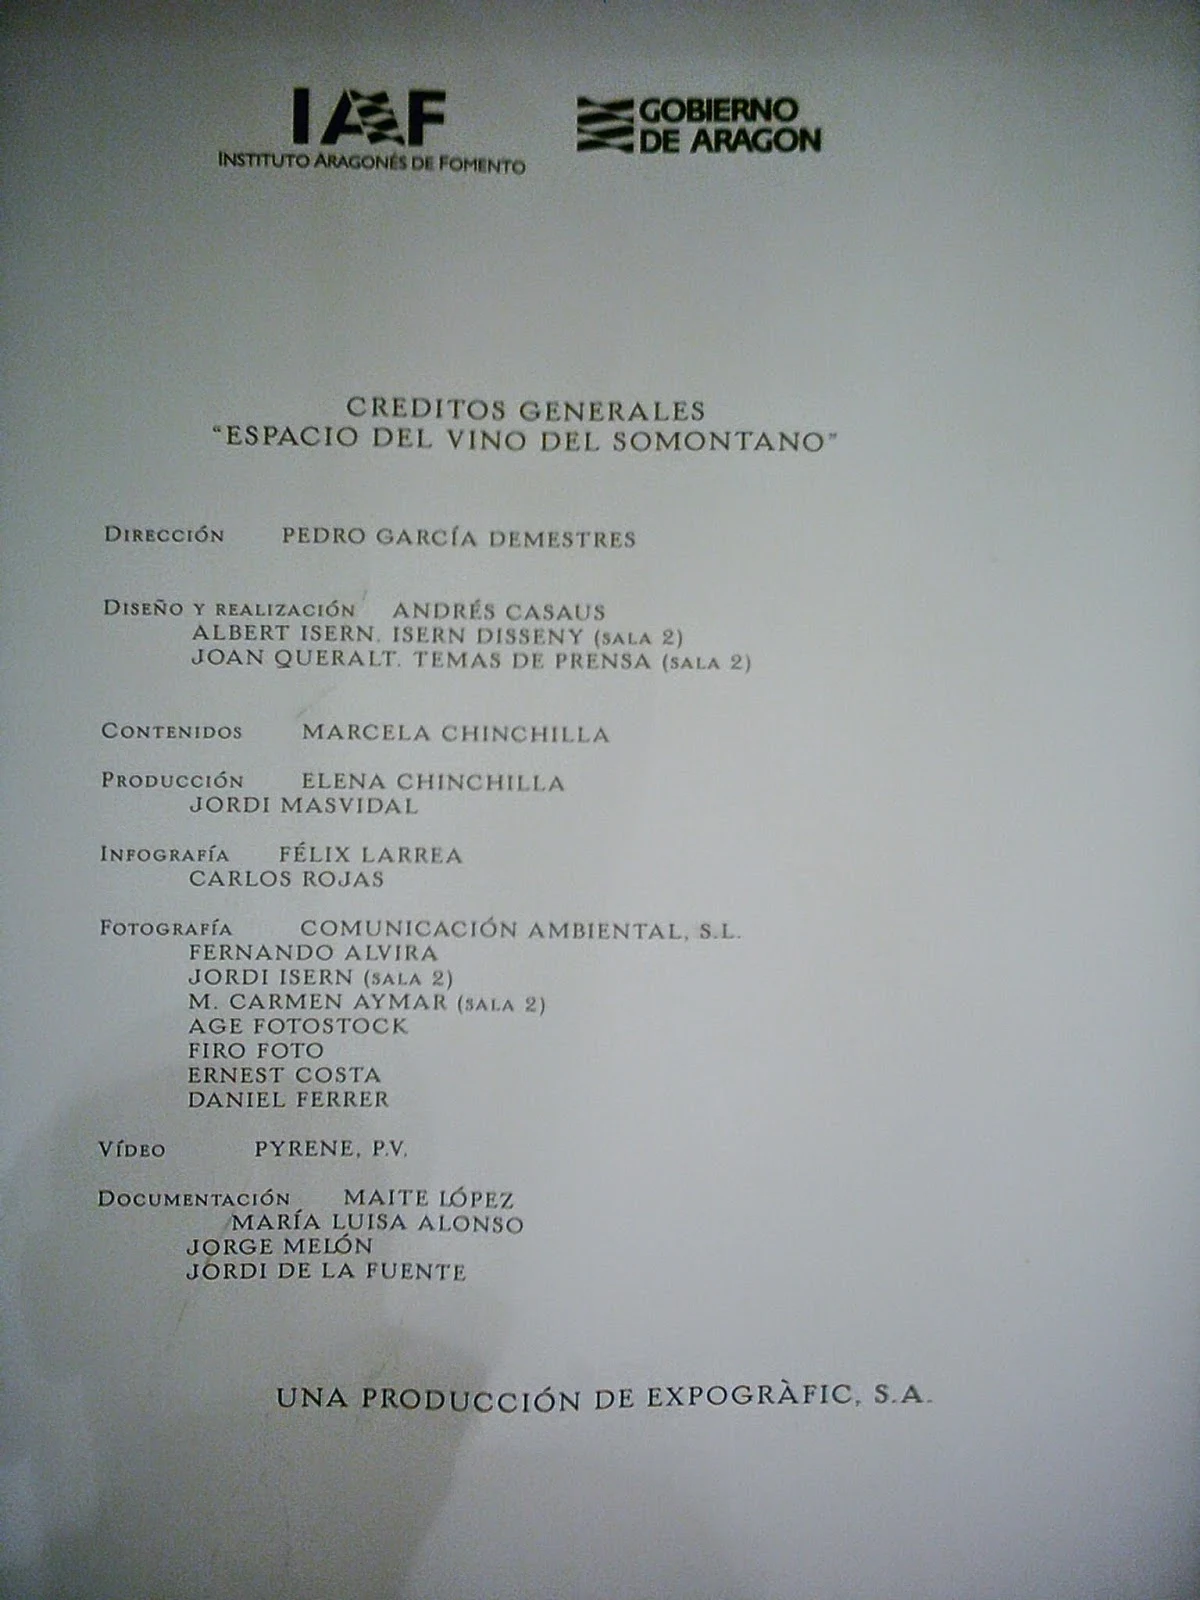 IAF
INSTITUTO ARAGONÉS DE FOMENTO
GOBIERNO
DE ARAGON
CREDITOS GENERALES
"ESPACIO DEL VINO DEL SOMONTANO"
DIRECCIÓN PEDRO GARCÍA DEMESTRES
DISEÑO Y REALIZACIÓN ANDRÉS CASAUS
ALBERT ISERN. ISERN DISSENY (SALA 2)
JOAN QUERALT. TEMAS DE PRENSA (SALA 2)
CONTENIDOS MARCELA CHINCHILLA
PRODUCCIÓN ELENA CHINCHILLA
JORDI MASVIDAL
INFOGRAFÍA FÉLIX LARREA
CARLOS ROJAS
FOTOGRAFÍA COMUNICACIÓN AMBIENTAL, S.L.
FERNANDO ALVIRA
JORDI ISERN (SALA 2)
M. CARMEN AYMAR (SALA 2)
AGE FOTOSTOCK
FIRO FOTO
ERNEST COSTA
DANIEL FERRER
VÍDEO PYRENE, P.V.
DOCUMENTACIÓN MAITE LÓPEZ
MARÍA LUISA ALONSO
JORGE MELÓN
JORDI DE LA FUENTE
UNA PRODUCCIÓN DE EXPOGRÀFIC, S.A.